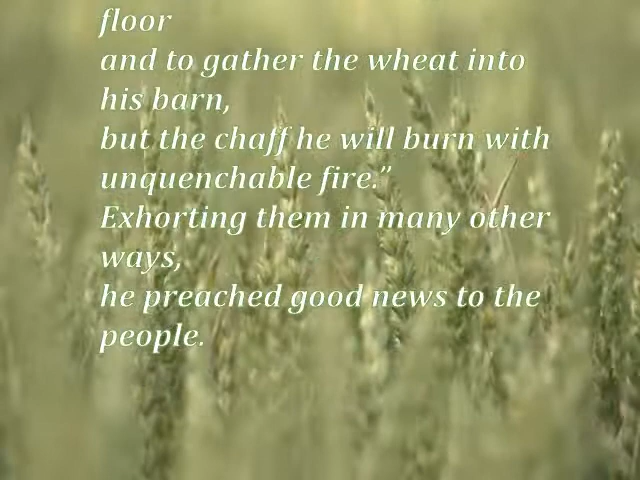 floor
and to gather the wheat into
his barn,
but the chaff he will burn with
unquenchable fire.”
Exhorting them in many other
ways,
he preached good news to the
people.